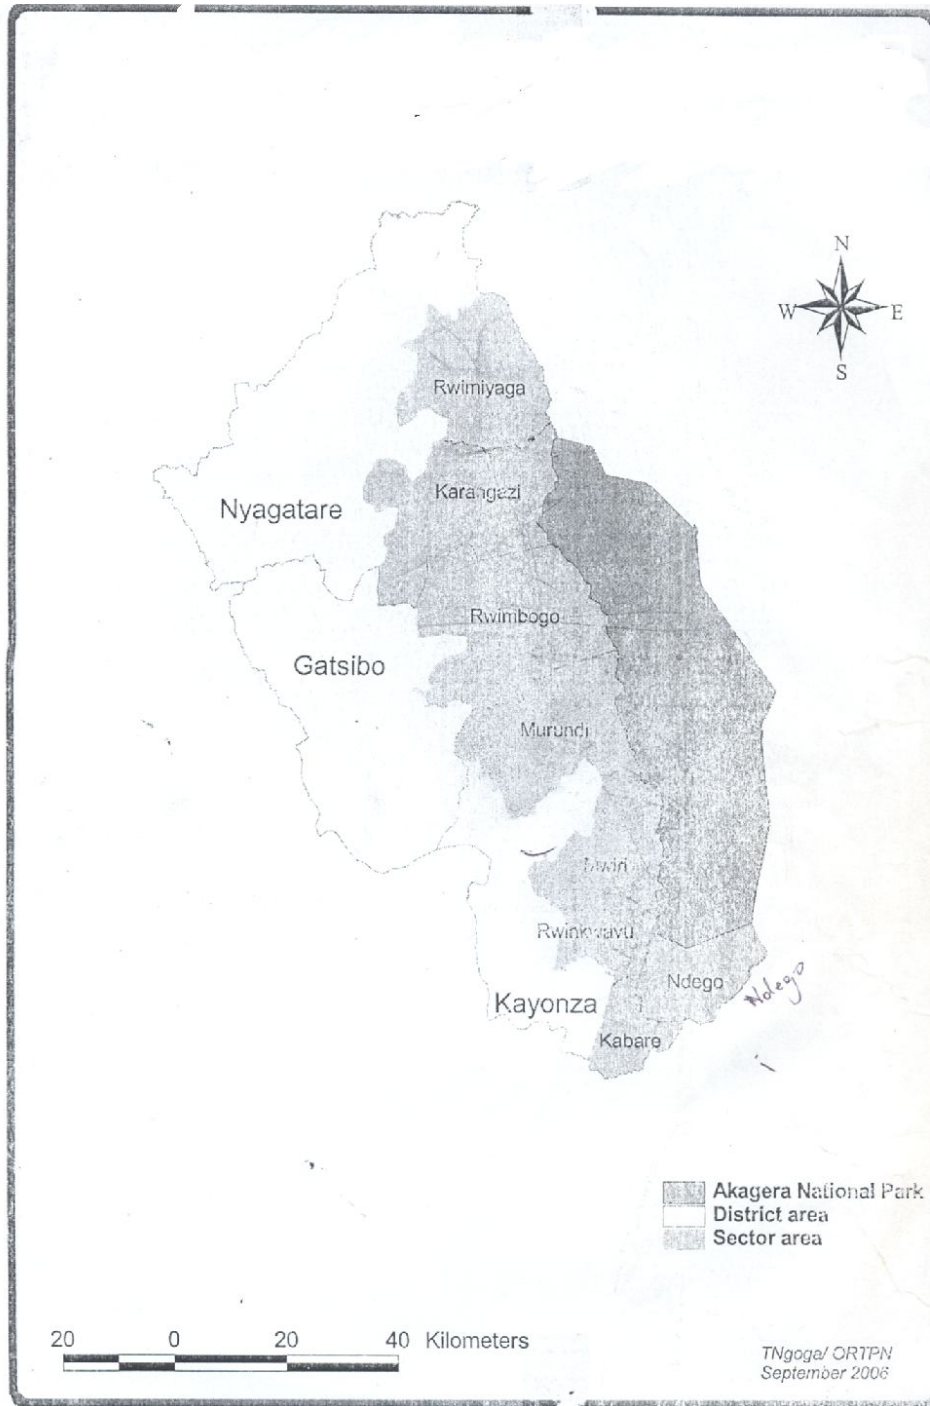 N
W E
S
Rwimiyaga
Karangazi
Nyagatare
Rwimbogo
Gatsibo
Murundi
Mwiri
Rwinkwavu
Ndego
Ndego
Kayonza
Kabare
Akagera National Park
District area
Sector area
20 0 20 40 Kilometers
TNgoga/ ORTPN
September 2006